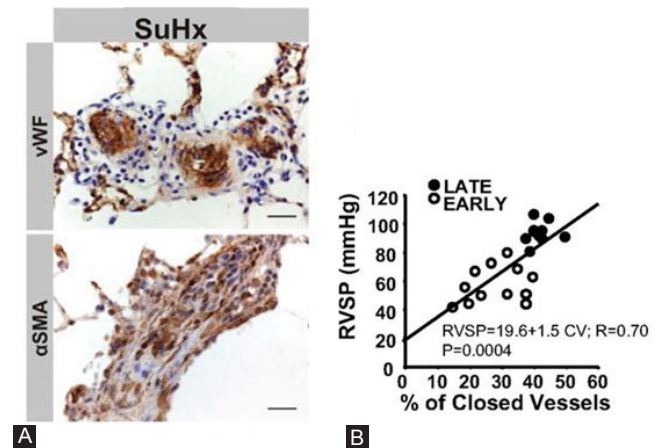 SuHx
vWF
αSMA
A
LATE
EARLY
RVSP (mmHg)
120
100
80
60
40
20
0
RVSP=19.6+1.5 CV; R=0.70
P=0.0004
0 10 20 30 40 50 60
% of Closed Vessels
B